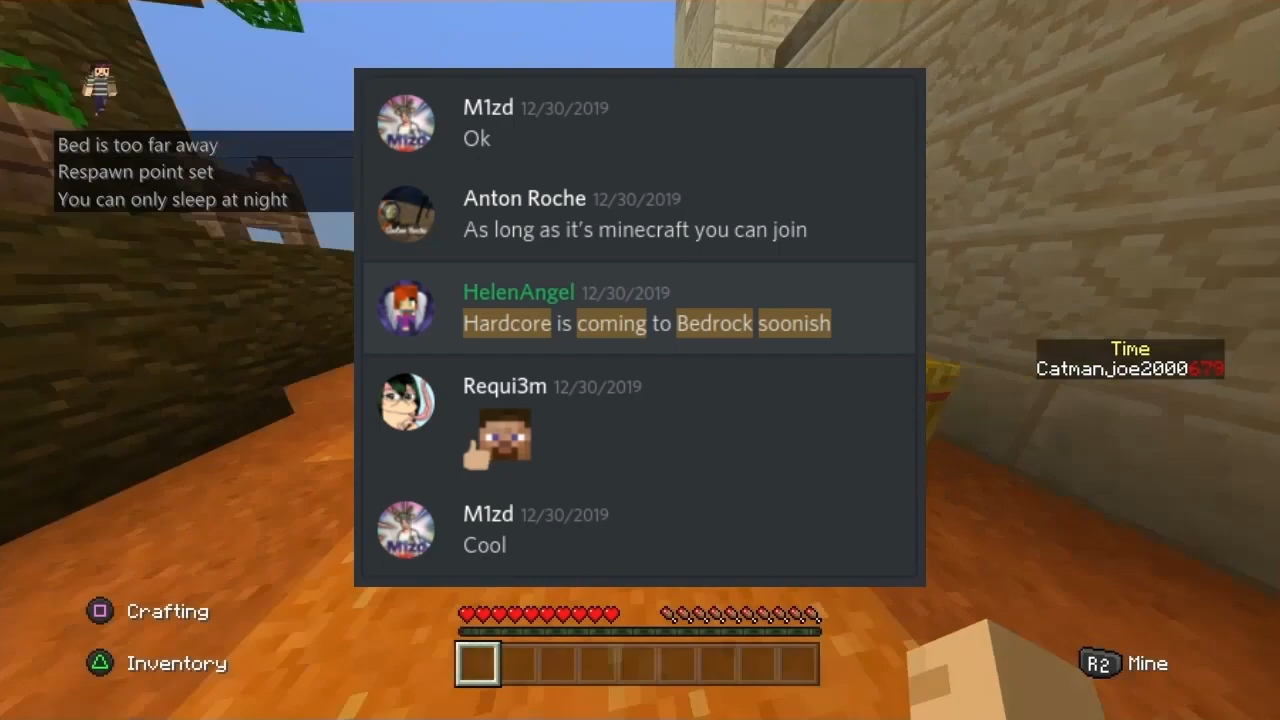 M1zd 12/30/2019
Ok
Bed is too far away
Respawn point set
You can only sleep at night
Anton Roche 12/30/2019
As long as it's minecraft you can join
HelenAngel 12/30/2019
Hardcore is coming to Bedrock soonish
Time
Catmanjoe2000 679
Requi3m 12/30/2019
M1zd 12/30/2019
Cool
Crafting
Inventory
R2 Mine